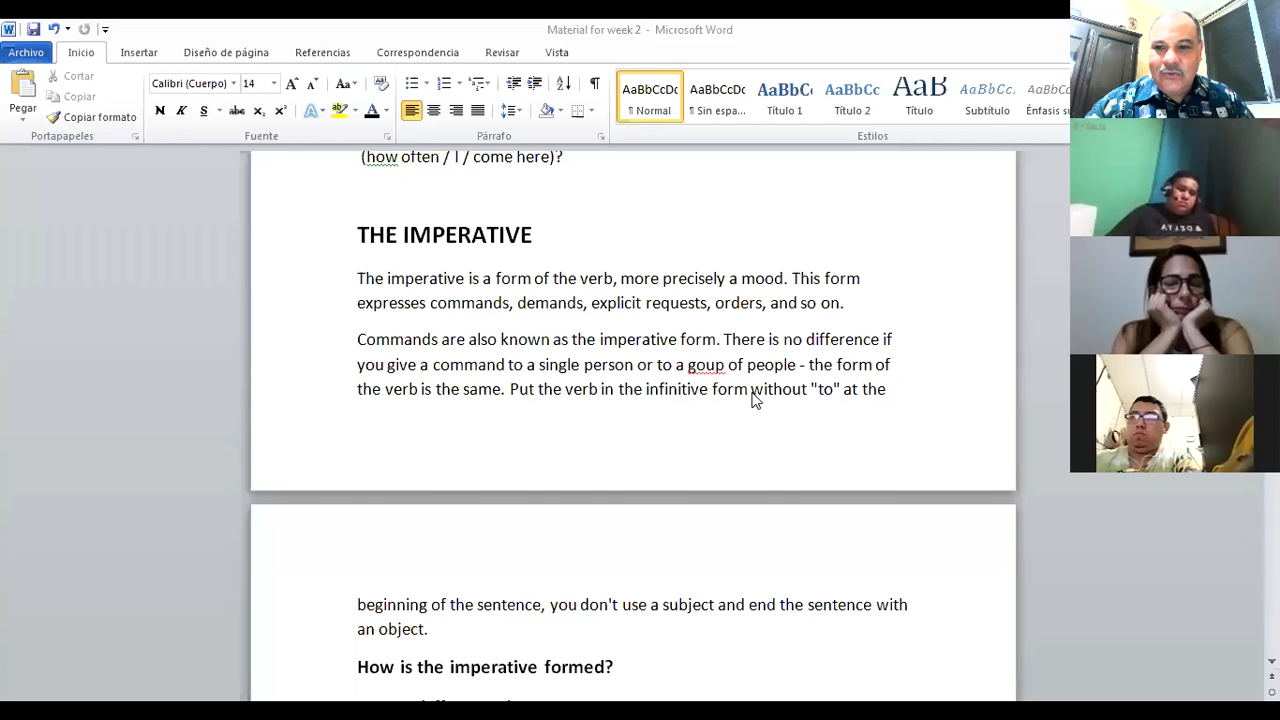 Material for week 2 - Microsoft Word
Archivo Inicio Insertar Diseño de página Referencias Correspondencia Revisar Vista
Cortar
Copiar
Pegar
Copiar formato
Portapapeles
Calibri (Cuerpo) 14
N K S abc x₂ x²
Fuente
Párrafo
AaBbCcDc AaBbCcDc AaBbC AaBbCc AaB AaBbCc. AaBbCc
¶ Normal ¶ Sin espa... Título 1 Título 2 Título Subtítulo Énfasis su
Estilos
(how often / I / come here)?
THE IMPERATIVE
The imperative is a form of the verb, more precisely a mood. This form
expresses commands, demands, explicit requests, orders, and so on.
Commands are also known as the imperative form. There is no difference if
you give a command to a single person or to a goup of people - the form of
the verb is the same. Put the verb in the infinitive form without "to" at the
beginning of the sentence, you don't use a subject and end the sentence with
an object.
How is the imperative formed?
DELTA